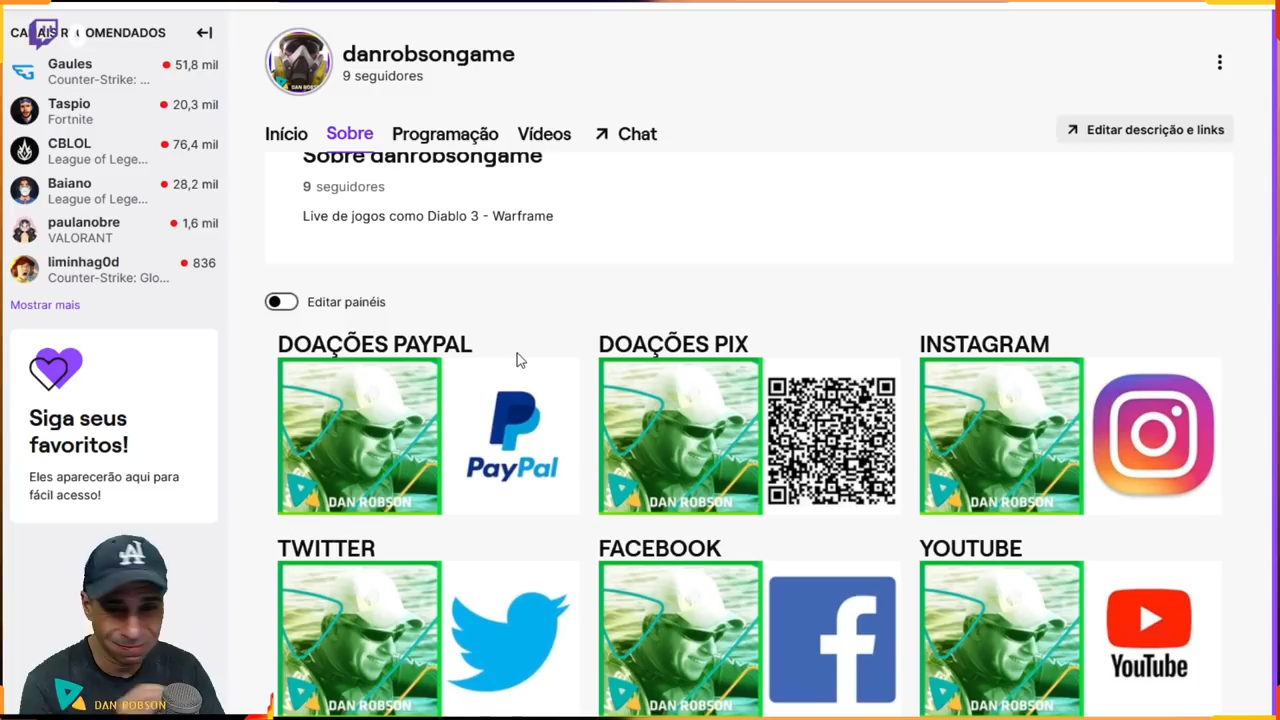 CANAIS RECOMENDADOS
Gaules
51,8 mil
Counter-Strike: ...
Taspio
20,3 mil
Fortnite
CBLOL
76,4 mil
League of Lege...
Baiano
28,2 mil
League of Lege...
paulanobre
1,6 mil
VALORANT
liminhag0d
836
Counter-Strike: Glo...
Mostrar mais
Siga seus
favoritos!
Eles aparecerão aqui para
fácil acesso!
DAN ROBSON
danrobsongame
9 seguidores
Início Sobre Programação Vídeos Chat
Editar descrição e links
Sobre danrobsongame
9 seguidores
Live de jogos como Diablo 3 - Warframe
Editar painéis
DOAÇÕES PAYPAL
DAN ROBSON
PayPal
DOAÇÕES PIX
DAN ROBSON
INSTAGRAM
DAN ROBSON
TWITTER
DAN ROBSON
FACEBOOK
DAN ROBSON
YOUTUBE
DAN ROBSON
YouTube